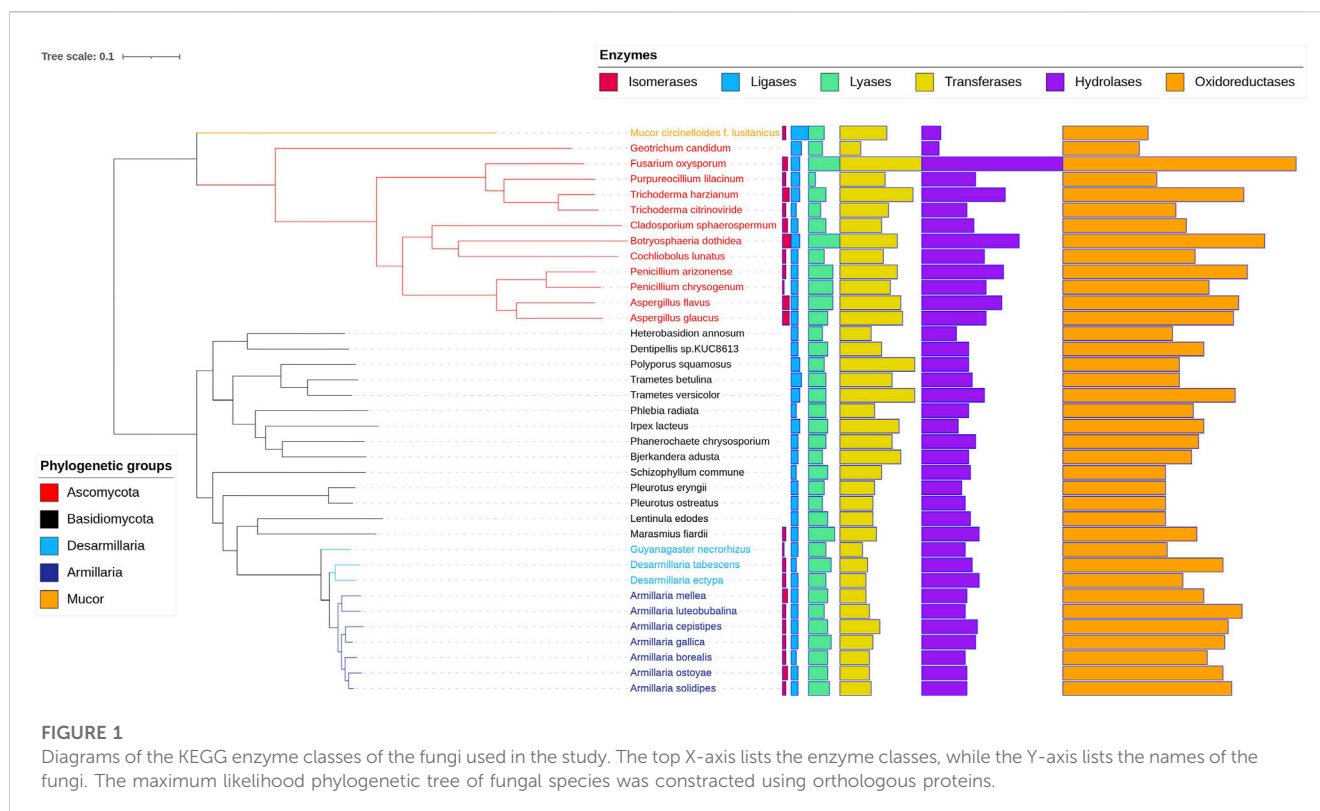 Tree scale: 0.1
Enzymes
Isomerases Ligases Lyases Transferases Hydrolases Oxidoreductases
Mucor circinelloides f. lusitanicus
Geotrichum candidum
Fusarium oxysporum
Purpureocillium lilacinum
Trichoderma harzianum
Trichoderma citrinoviride
Cladosporium sphaerospermum
Botryosphaeria dothidea
Cochliobolus lunatus
Penicillium arizonense
Penicillium chrysogenum
Aspergillus flavus
Aspergillus glaucus
Heterobasidion annosum
Dentipellis sp.KUC8613
Polyporus squamosus
Trametes betulina
Trametes versicolor
Phlebia radiata
Irpex lacteus
Phanerochaete chrysosporium
Bjerkandera adusta
Schizophyllum commune
Pleurotus eryngii
Pleurotus ostreatus
Lentinula edodes
Marasmius fiardii
Guyanagaster necrorhizus
Desarmillaria tabescens
Desarmillaria ectypa
Armillaria mellea
Armillaria luteobubalina
Armillaria cepistipes
Armillaria gallica
Armillaria borealis
Armillaria ostoyae
Armillaria solidipes
Phylogenetic groups
Ascomycota
Basidiomycota
Desarmillaria
Armillaria
Mucor
FIGURE 1
Diagrams of the KEGG enzyme classes of the fungi used in the study. The top X-axis lists the enzyme classes, while the Y-axis lists the names of the
fungi. The maximum likelihood phylogenetic tree of fungal species was constracted using orthologous proteins.